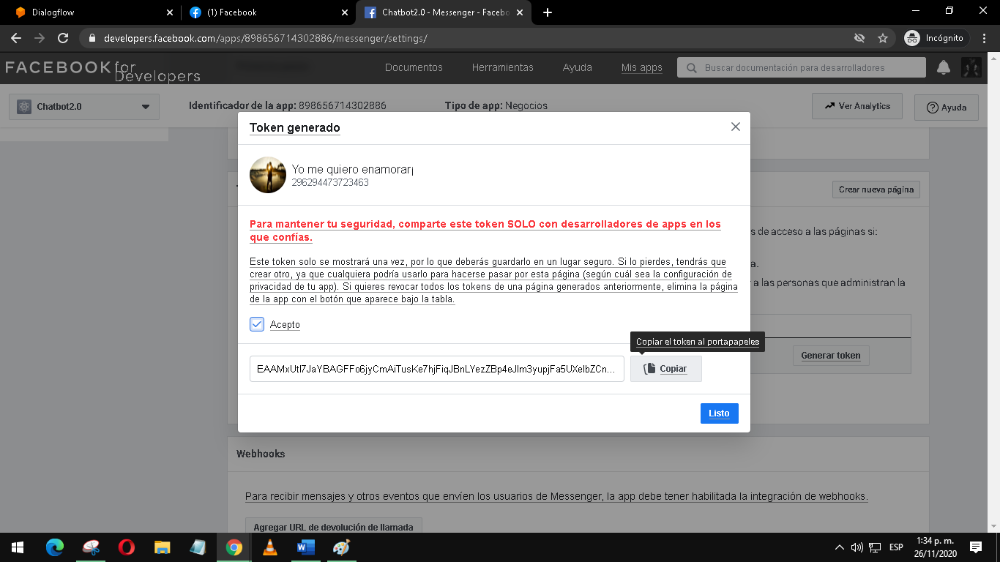 Dialogflow
(1) Facebook
Chatbot2.0 - Messenger - Facebo
developers.facebook.com/apps/898656714302886/messenger/settings/
Incógnito
FACEBOOK for Developers
Documentos
Herramientas
Ayuda
Mis apps
Buscar documentación para desarrolladores
Chatbot2.0
Identificador de la app: 898656714302886
Tipo de app: Negocios
Ver Analytics
Ayuda
Token generado
Yo me quiero enamorar¡
296294473723463
Crear nueva página
Para mantener tu seguridad, comparte este token SOLO con desarrolladores de apps en los
que confías.
s de acceso a las páginas si:
Este token solo se mostrará una vez, por lo que deberás guardarlo en un lugar seguro. Si lo pierdes, tendrás que
crear otro, ya que cualquiera podría usarlo para hacerse pasar por esta página (según cuál sea la configuración de
privacidad de tu app). Si quieres revocar todos los tokens de una página generados anteriormente, elimina la página
de la app con el botón que aparece bajo la tabla.
a.
r a las personas que administran la
Acepto
Copiar el token al portapapeles
Generar token
EAAMxUtI7JaYBAGFFo6jyCmAiTusKe7hjFiqJBnLYezZBp4eJIm3yupjFa5UXelbZCn...
Copiar
Listo
Webhooks
Para recibir mensajes y otros eventos que envíen los usuarios de Messenger, la app debe tener habilitada la integración de webhooks.
Agregar URL de devolución de llamada
ESP
1:34 p. m.
26/11/2020